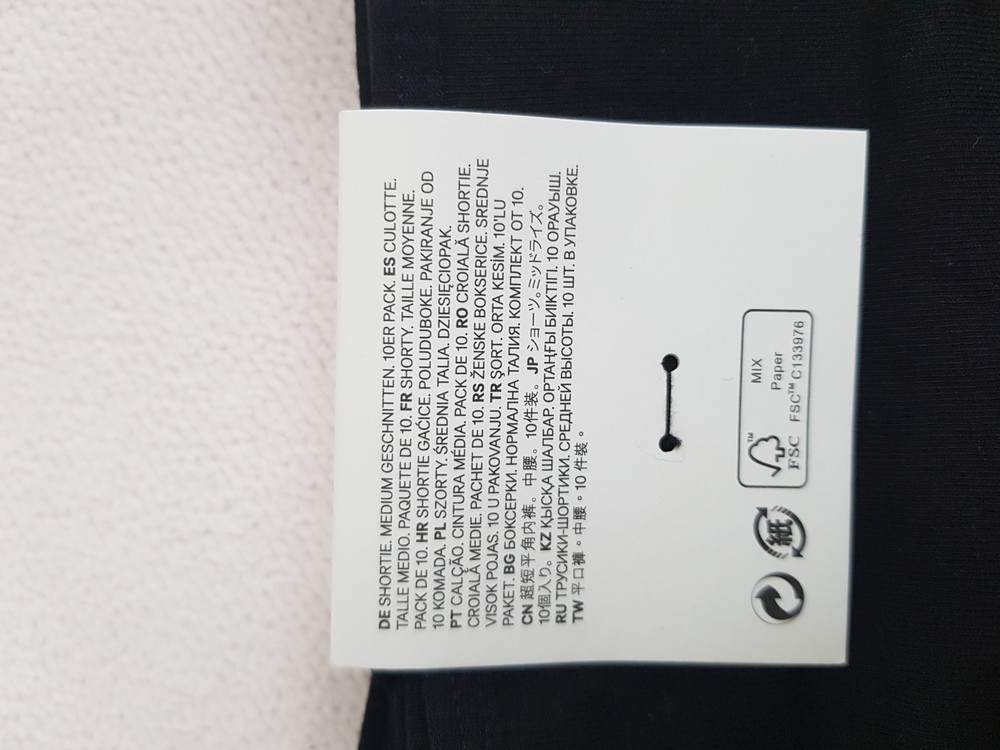 DE SHORTIE. MEDIUM GESCHNITTEN. 10ER PACK. ES CULOTTE.
TALLE MEDIO. PAQUETE DE 10. FR SHORTY. TAILLE MOYENNE.
PACK DE 10. HR SHORTIE GAĆICE. POLUDUBOKE. PAKIRANJE OD
10 KOMADA. PL SZORTY. ŚREDNIA TALIA. DZIESIĘCIOPAK.
PT CALÇÃO. CINTURA MÉDIA. PACK DE 10. RO CROIALĂ SHORTIE.
CROIALĂ MEDIE. PACHET DE 10. RS ŽENSKE BOKSERICE. SREDNJE
VISOK POJAS. 10 U PAKOVANJU. TR ŞORT. ORTA KESİM. 10'LU
PAKET. BG БОКСЕРКИ. НОРМАЛНА ТАЛИЯ. КОМПЛЕКТ ОТ 10.
CN 超短平角内裤。中腰。10件装。JP ショーツ。ミッドライズ。
10個入り。KZ ҚЫСҚА ШАЛБАР. ОРТАҢҒЫ БИІКТІГІ. 10 ОРАУЫШ.
RU ТРУСИКИ-ШОРТИКИ. СРЕДНЕЙ ВЫСОТЫ. 10 ШТ. В УПАКОВКЕ.
TW 平口褲。中腰。10 件裝。
紙
FSC™
MIX
Paper
FSC™ C133976